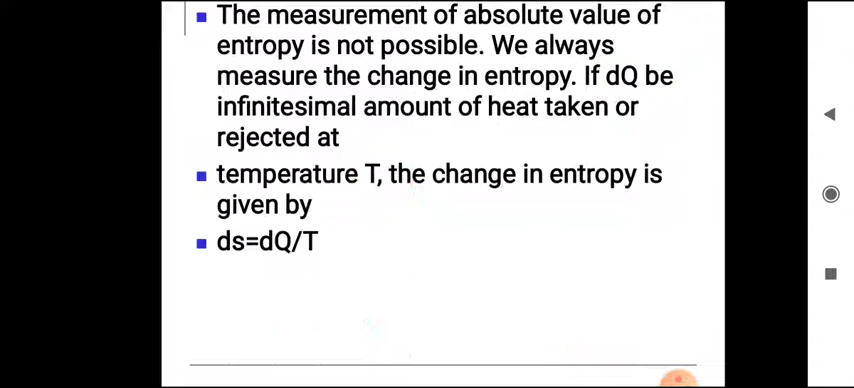 The measurement of absolute value of
entropy is not possible. We always
measure the change in entropy. If dQ be
infinitesimal amount of heat taken or
rejected at
temperature T, the change in entropy is
given by
ds=dQ/T